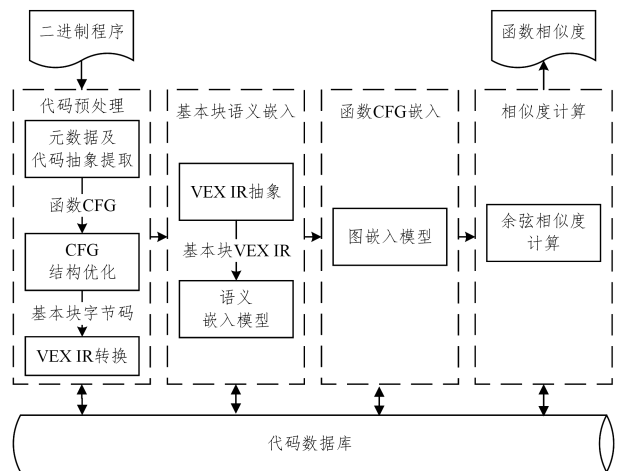 二进制程序
函数相似度
代码预处理
元数据及
代码抽象提取
函数CFG
CFG
结构优化
基本块字节码
VEX IR转换
基本块语义嵌入
VEX IR抽象
基本块VEX IR
语义
嵌入模型
函数CFG嵌入
图嵌入模型
相似度计算
余弦相似度
计算
代码数据库